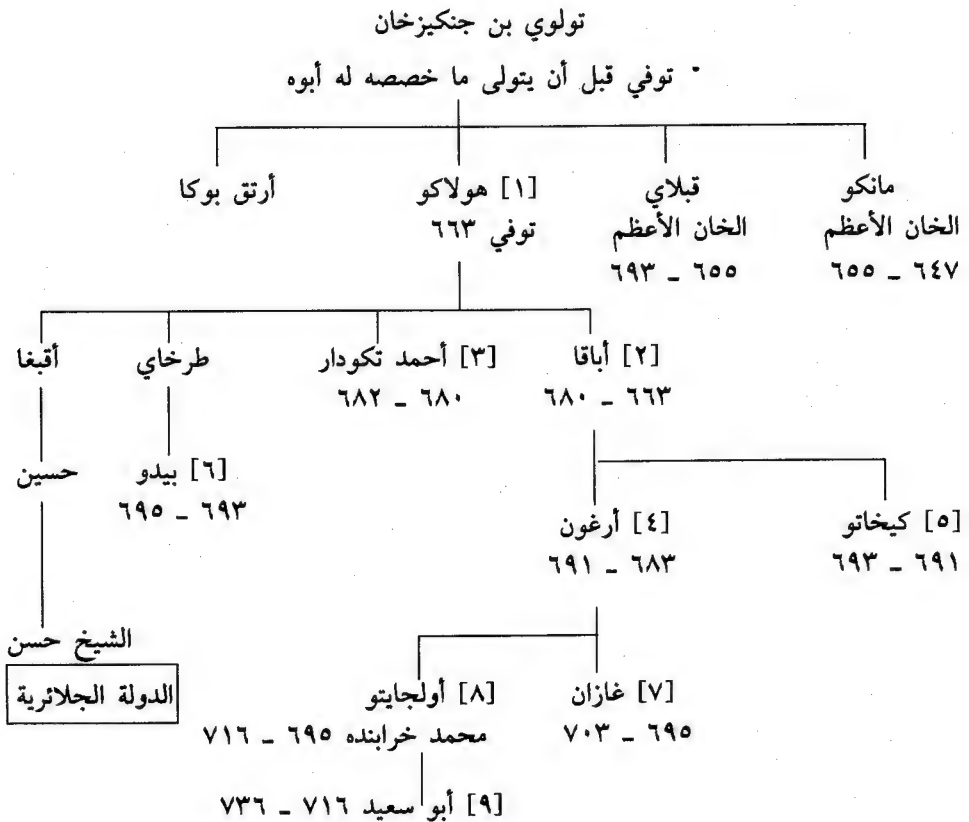 تولوي بن جنكيزخان
توفي قبل أن يتولى ما خصصه له أبوه
مانكو
الخان الأعظم
٦٤٧ - ٦٥٥
قبلاي
الخان الأعظم
٦٥٥ - ٦٩٣
[١] هولاكو
توفي ٦٦٣
أرتق بوكا
[٢] أباقا
٦٦٣ - ٦٨٠
[٣] أحمد تكودار
٦٨٠ - ٦٨٢
طرخاي
أقبغا
[٦] بيدو
٦٩٣ - ٦٩٥
حسين
[٥] كيخاتو
٦٩١ - ٦٩٣
[٤] أرغون
٦٨٣ - ٦٩١
الشيخ حسن
الدولة الجلائرية
[٧] غازان
٦٩٥ - ٧٠٣
[٨] أولجايتو
محمد خرابنده ٦٩٥ - ٧١٦
[٩] أبو سعيد ٧١٦ - ٧٣٦